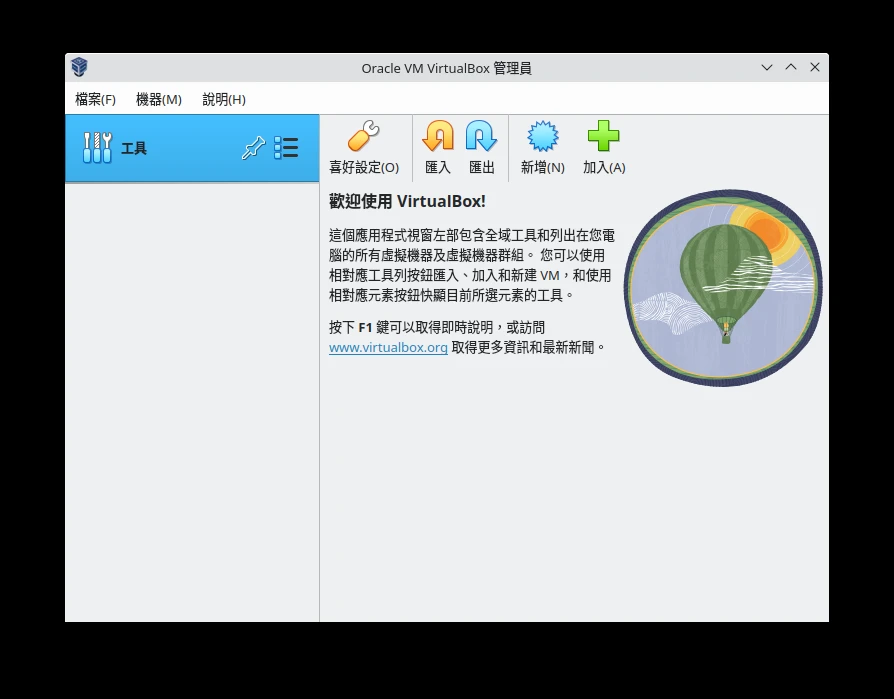 Oracle VM VirtualBox 管理員
檔案(F) 機器(M) 說明(H)
工具
喜好設定(O) 匯入 匯出 新增(N) 加入(A)
歡迎使用 VirtualBox!
這個應用程式視窗左部包含全域工具和列出在您電
腦的所有虛擬機器及虛擬機器群組。 您可以使用
相對應工具列按鈕匯入、加入和新建 VM，和使用
相對應元素按鈕快顯目前所選元素的工具。
按下 F1 鍵可以取得即時說明，或訪問
www.virtualbox.org 取得更多資訊和最新新聞。